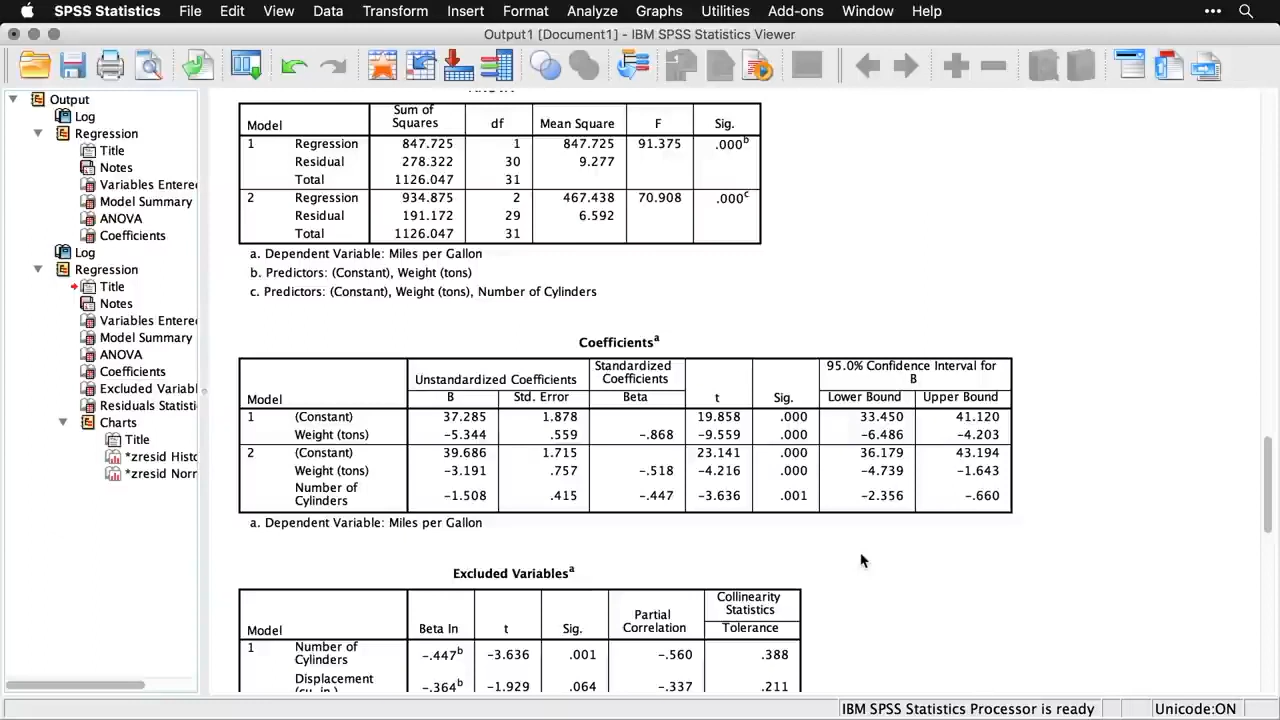 SPSS Statistics File Edit View Data Transform Insert Format Analyze Graphs Utilities Add-ons Window Help
Output1 [Document1] - IBM SPSS Statistics Viewer
Output
Log
Regression
Title
Notes
Variables Entere
Model Summary
ANOVA
Coefficients
Log
Regression
Title
Notes
Variables Entere
Model Summary
ANOVA
Coefficients
Excluded Variabl
Residuals Statisti
Charts
Title
*zresid Histo
*zresid Norr
Model Sum of Squares df Mean Square F Sig.
1 Regression 847.725 1 847.725 91.375 .000b
Residual 278.322 30 9.277
Total 1126.047 31
2 Regression 934.875 2 467.438 70.908 .000c
Residual 191.172 29 6.592
Total 1126.047 31
a. Dependent Variable: Miles per Gallon
b. Predictors: (Constant), Weight (tons)
c. Predictors: (Constant), Weight (tons), Number of Cylinders
Coefficientsa
Unstandardized Coefficients Standardized Coefficients 95.0% Confidence Interval for B
Model B Std. Error Beta t Sig. Lower Bound Upper Bound
1 (Constant) 37.285 1.878 19.858 .000 33.450 41.120
Weight (tons) -5.344 .559 -.868 -9.559 .000 -6.486 -4.203
2 (Constant) 39.686 1.715 23.141 .000 36.179 43.194
Weight (tons) -3.191 .757 -.518 -4.216 .000 -4.739 -1.643
Number of Cylinders -1.508 .415 -.447 -3.636 .001 -2.356 -.660
a. Dependent Variable: Miles per Gallon
Excluded Variablesa
Collinearity Statistics
Model Beta In t Sig. Partial Correlation Tolerance
1 Number of Cylinders -.447b -3.636 .001 -.560 .388
Displacement -.364b -1.929 .064 -.337 .211
IBM SPSS Statistics Processor is ready Unicode:ON